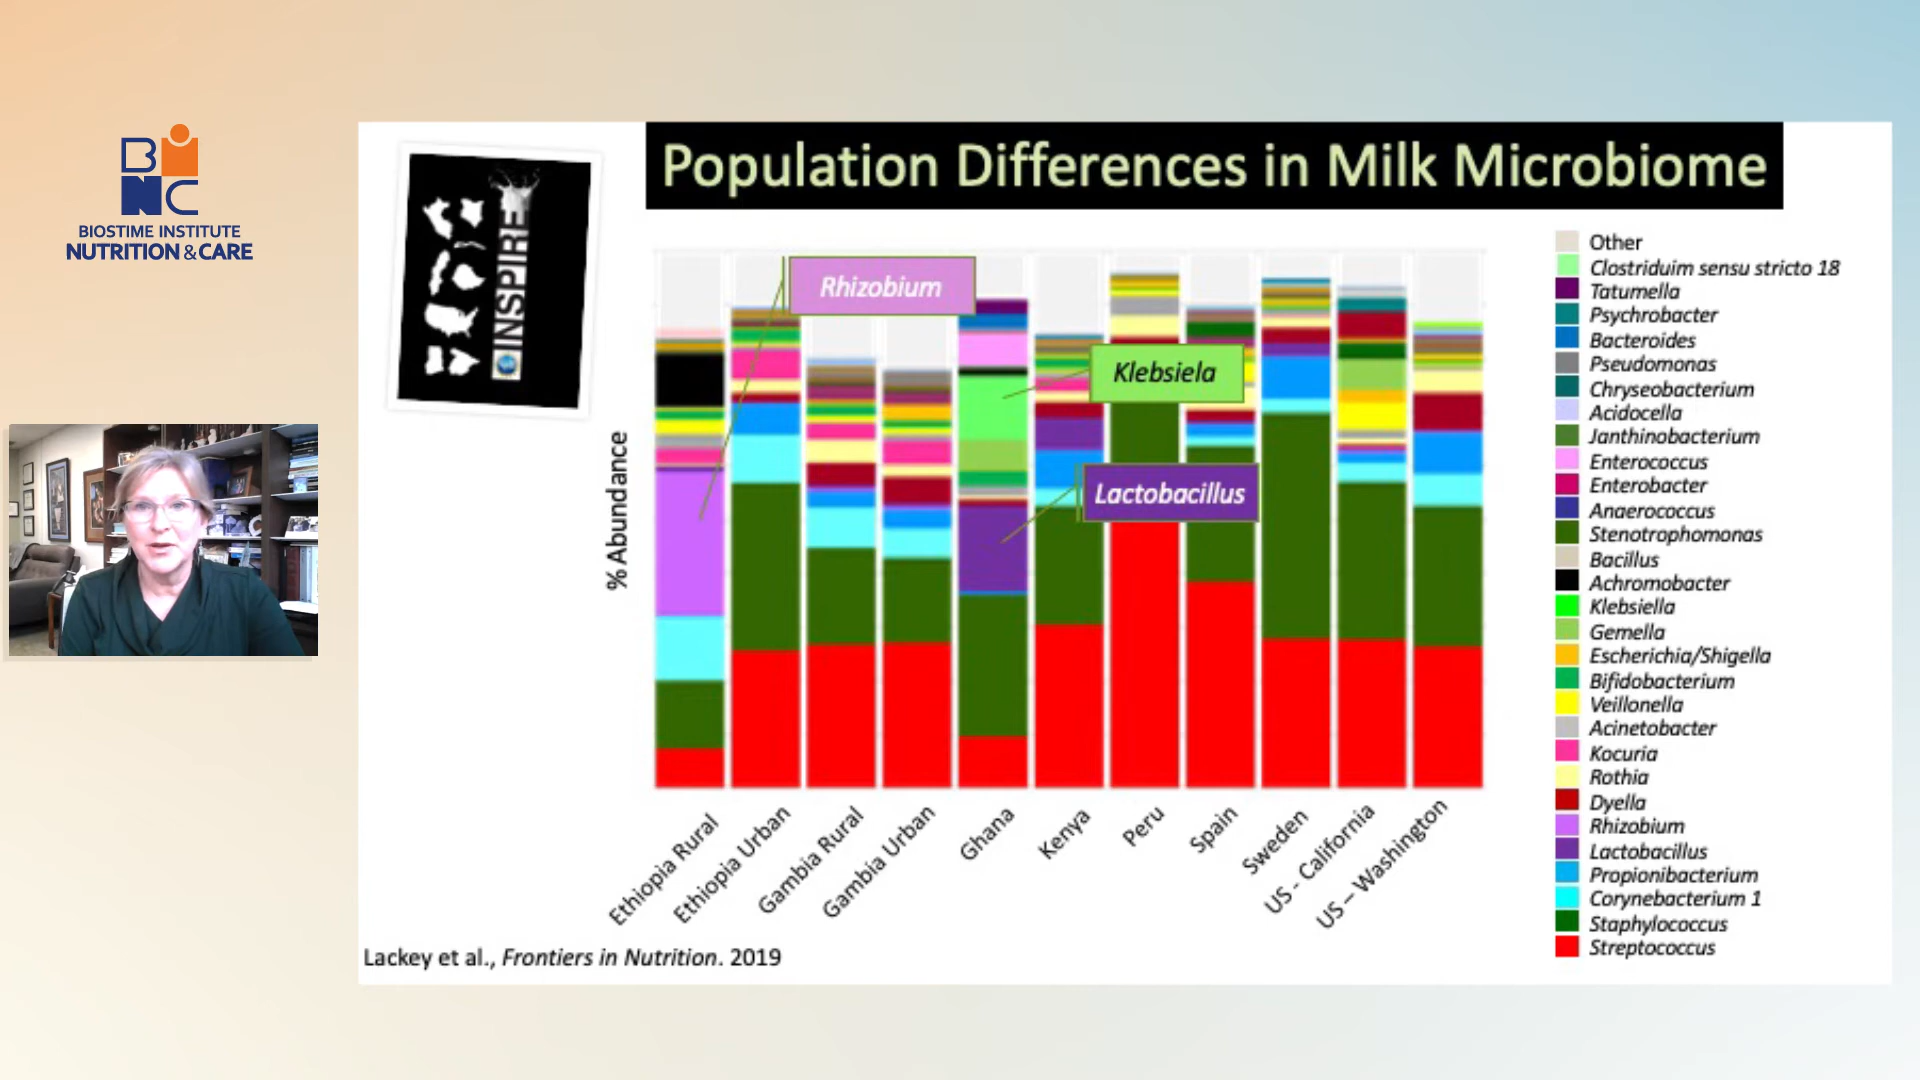 BINC
BIOSTIME INSTITUTE
NUTRITION & CARE
INSPIRE
Population Differences in Milk Microbiome
% Abundance
Rhizobium
Klebsiela
Lactobacillus
Ethiopia Rural
Ethiopia Urban
Gambia Rural
Gambia Urban
Ghana
Kenya
Peru
Spain
Sweden
US - California
US – Washington
Other
Clostriduim sensu stricto 18
Tatumella
Psychrobacter
Bacteroides
Pseudomonas
Chryseobacterium
Acidocella
Janthinobacterium
Enterococcus
Enterobacter
Anaerococcus
Stenotrophomonas
Bacillus
Achromobacter
Klebsiella
Gemella
Escherichia/Shigella
Bifidobacterium
Veillonella
Acinetobacter
Kocuria
Rothia
Dyella
Rhizobium
Lactobacillus
Propionibacterium
Corynebacterium 1
Staphylococcus
Streptococcus
Lackey et al., Frontiers in Nutrition. 2019